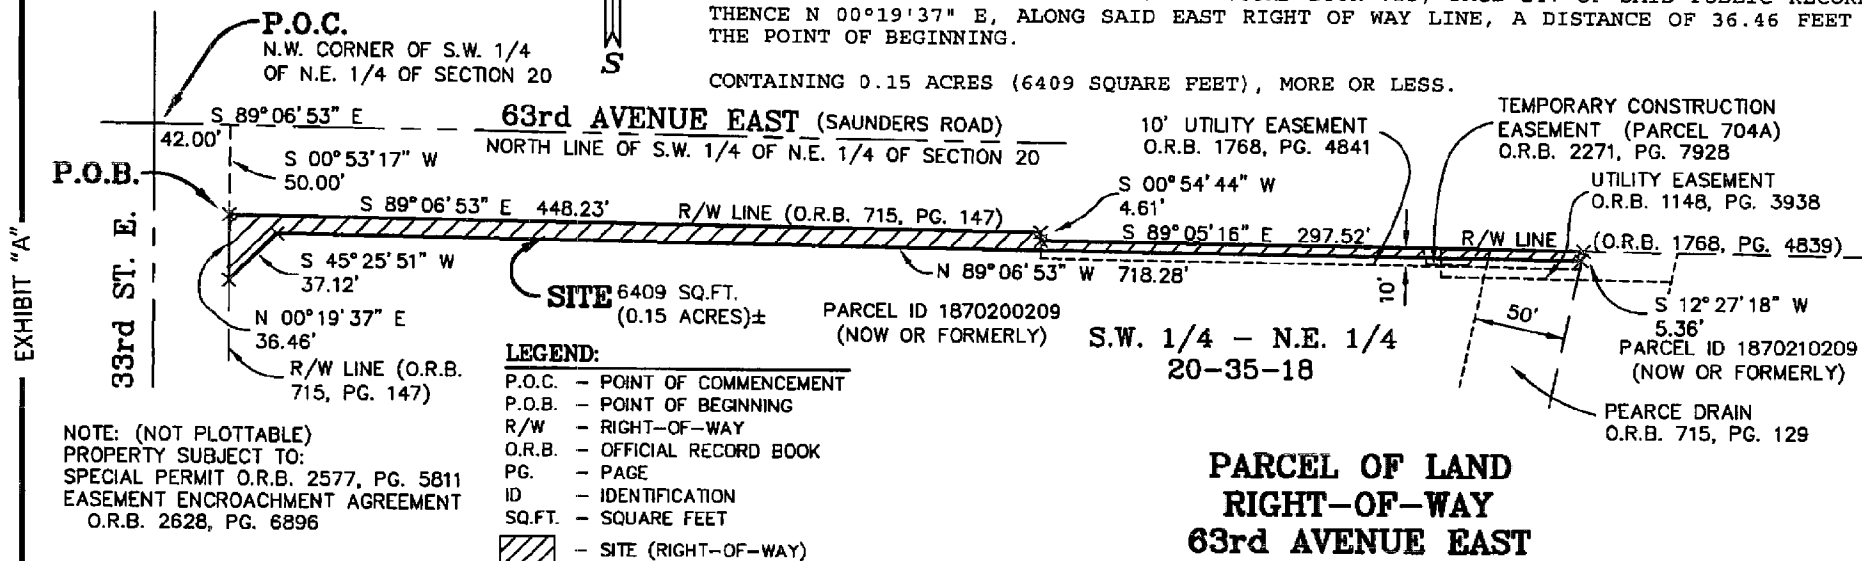 THENCE N 00°19'37" E, ALONG SAID EAST RIGHT OF WAY LINE, A DISTANCE OF 36.46 FEET
THE POINT OF BEGINNING.
CONTAINING 0.15 ACRES (6409 SQUARE FEET), MORE OR LESS.
P.O.C.
N.W. CORNER OF S.W. 1/4
OF N.E. 1/4 OF SECTION 20
S
S 89°06'53" E
42.00'
63rd AVENUE EAST (SAUNDERS ROAD)
NORTH LINE OF S.W. 1/4 OF N.E. 1/4 OF SECTION 20
S 00°53'17" W
50.00'
P.O.B.
10' UTILITY EASEMENT
O.R.B. 1768, PG. 4841
TEMPORARY CONSTRUCTION
EASEMENT (PARCEL 704A)
O.R.B. 2271, PG. 7928
UTILITY EASEMENT
O.R.B. 1148, PG. 3938
S 89°06'53" E 448.23'
R/W LINE (O.R.B. 715, PG. 147)
S 00°54'44" W
4.61'
S 89°05'16" E 297.52'
R/W LINE (O.R.B. 1768, PG. 4839)
S 45°25'51" W
37.12'
N 89°06'53" W 718.28'
10'
50'
S 12°27'18" W
5.36'
SITE 6409 SQ.FT.
(0.15 ACRES)±
PARCEL ID 1870200209
(NOW OR FORMERLY)
S.W. 1/4 – N.E. 1/4
20-35-18
PARCEL ID 1870210209
(NOW OR FORMERLY)
N 00°19'37" E
36.46'
R/W LINE (O.R.B.
715, PG. 147)
33rd ST. E.
EXHIBIT "A"
PEARCE DRAIN
O.R.B. 715, PG. 129
LEGEND:
P.O.C. – POINT OF COMMENCEMENT
P.O.B. – POINT OF BEGINNING
R/W – RIGHT-OF-WAY
O.R.B. – OFFICIAL RECORD BOOK
PG. – PAGE
ID – IDENTIFICATION
SQ.FT. – SQUARE FEET
– SITE (RIGHT-OF-WAY)
NOTE: (NOT PLOTTABLE)
PROPERTY SUBJECT TO:
SPECIAL PERMIT O.R.B. 2577, PG. 5811
EASEMENT ENCROACHMENT AGREEMENT
O.R.B. 2628, PG. 6896
PARCEL OF LAND
RIGHT-OF-WAY
63rd AVENUE EAST